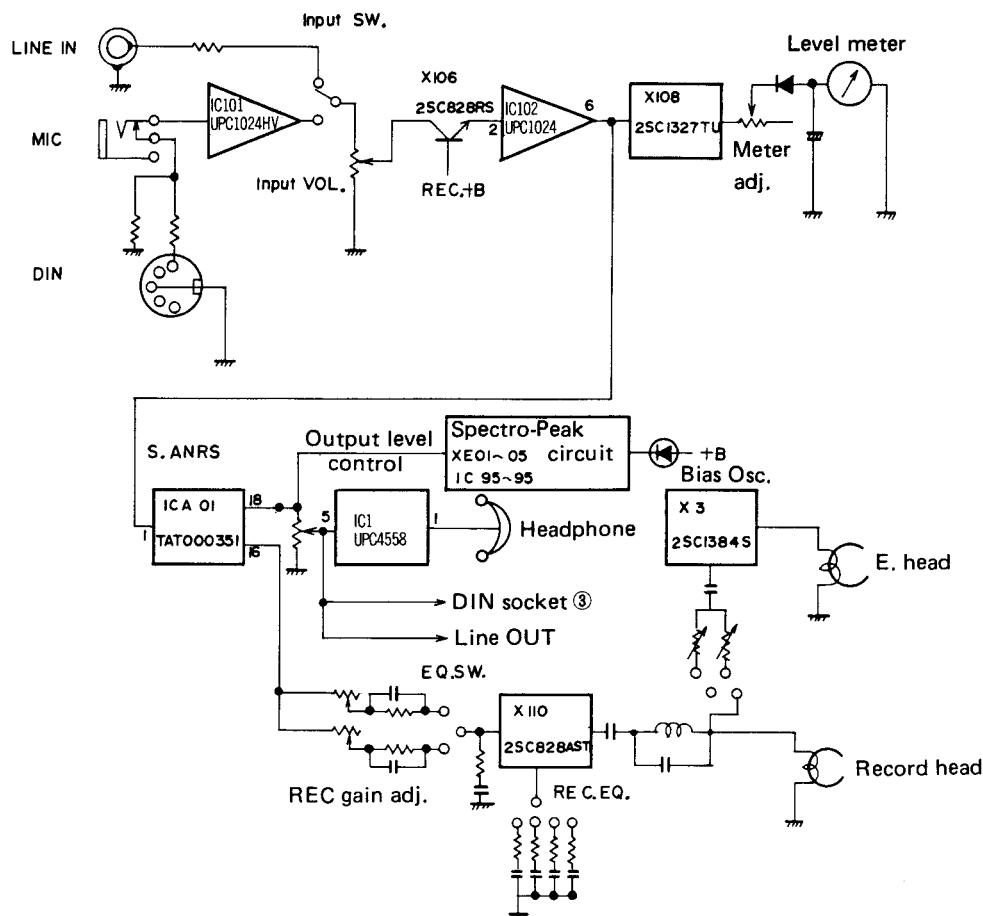 Input SW.
LINE IN
Level meter
X106
2SC828RS
IC101
UPC1024HV
IC102
UPC1024
6
2
X108
2SC1327TU
MIC
Meter
adj.
Input VOL.
REC.+B
DIN
S. ANRS
Output level
control
Spectro-Peak
XE01~05 circuit
IC 95~95
+B
Bias Osc.
ICA 01
TAT000351
1
18
16
5
IC1
UPC4558
1
Headphone
X 3
2SC1384S
E. head
DIN socket ③
Line OUT
EQ.SW.
X110
2SC828AST
REC gain adj.
REC.EQ.
Record head